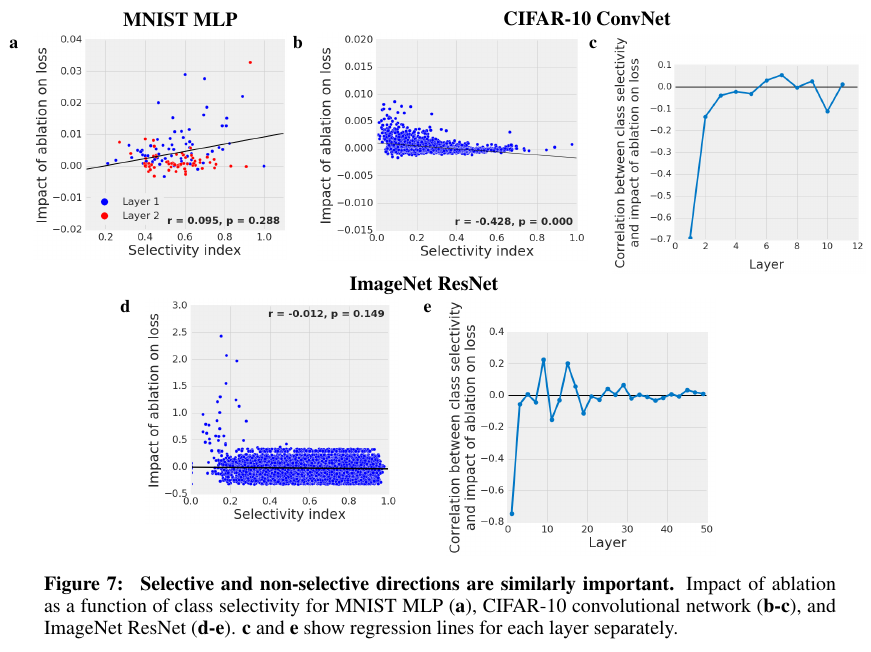 MNIST MLP
CIFAR-10 ConvNet
a
0.04
0.03
0.02
0.01
0.00
−0.01
−0.02
Impact of ablation on loss
Layer 1
Layer 2
r = 0.095, p = 0.288
0.2 0.4 0.6 0.8 1.0
Selectivity index
b
0.020
0.015
0.010
0.005
0.000
−0.005
−0.010
−0.015
Impact of ablation on loss
r = -0.428, p = 0.000
0.0 0.2 0.4 0.6 0.8 1.0
Selectivity index
c
Correlation between class selectivity
and impact of ablation on loss
0.1
0.0
−0.1
−0.2
−0.3
−0.4
−0.5
−0.6
−0.7
0 2 4 6 8 10 12
Layer
ImageNet ResNet
d
3.0
2.5
2.0
1.5
1.0
0.5
0.0
−0.5
Impact of ablation on loss
r = -0.012, p = 0.149
0.0 0.2 0.4 0.6 0.8 1.0
Selectivity index
e
Correlation between class selectivity
and impact of ablation on loss
0.4
0.2
0.0
−0.2
−0.4
−0.6
−0.8
0 10 20 30 40 50
Layer
Figure 7: Selective and non-selective directions are similarly important. Impact of ablation
as a function of class selectivity for MNIST MLP (a), CIFAR-10 convolutional network (b-c), and
ImageNet ResNet (d-e). c and e show regression lines for each layer separately.